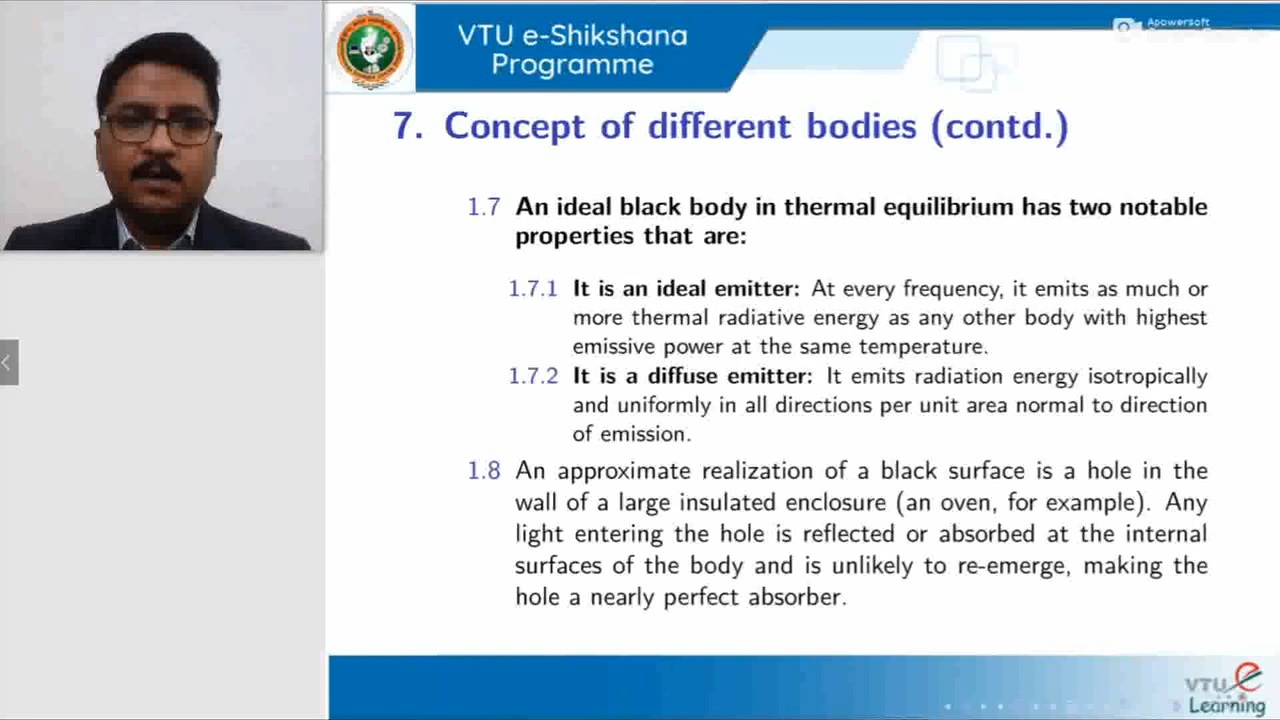 VTU e-Shikshana
Programme
Apowersoft
7. Concept of different bodies (contd.)
1.7 An ideal black body in thermal equilibrium has two notable
properties that are:
1.7.1 It is an ideal emitter: At every frequency, it emits as much or
more thermal radiative energy as any other body with highest
emissive power at the same temperature.
1.7.2 It is a diffuse emitter: It emits radiation energy isotropically
and uniformly in all directions per unit area normal to direction
of emission.
1.8 An approximate realization of a black surface is a hole in the
wall of a large insulated enclosure (an oven, for example). Any
light entering the hole is reflected or absorbed at the internal
surfaces of the body and is unlikely to re-emerge, making the
hole a nearly perfect absorber.
VTU e
Learning